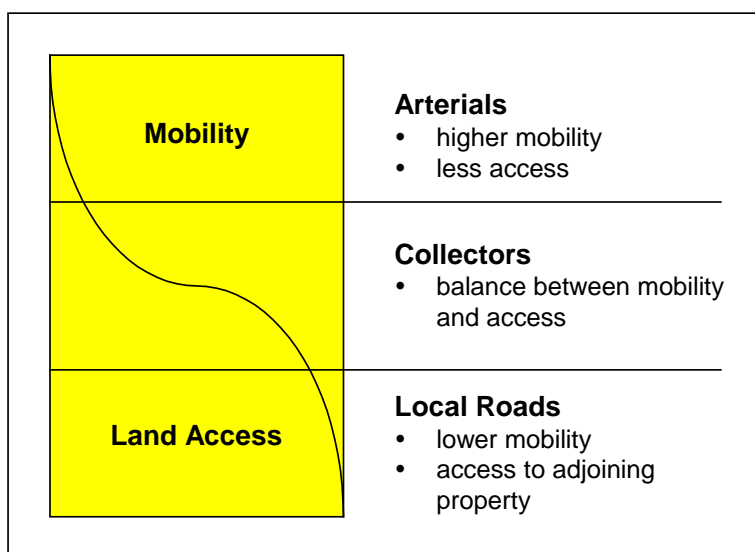 Mobility
Arterials
• higher mobility
• less access
Collectors
• balance between mobility
and access
Land Access
Local Roads
• lower mobility
• access to adjoining
property